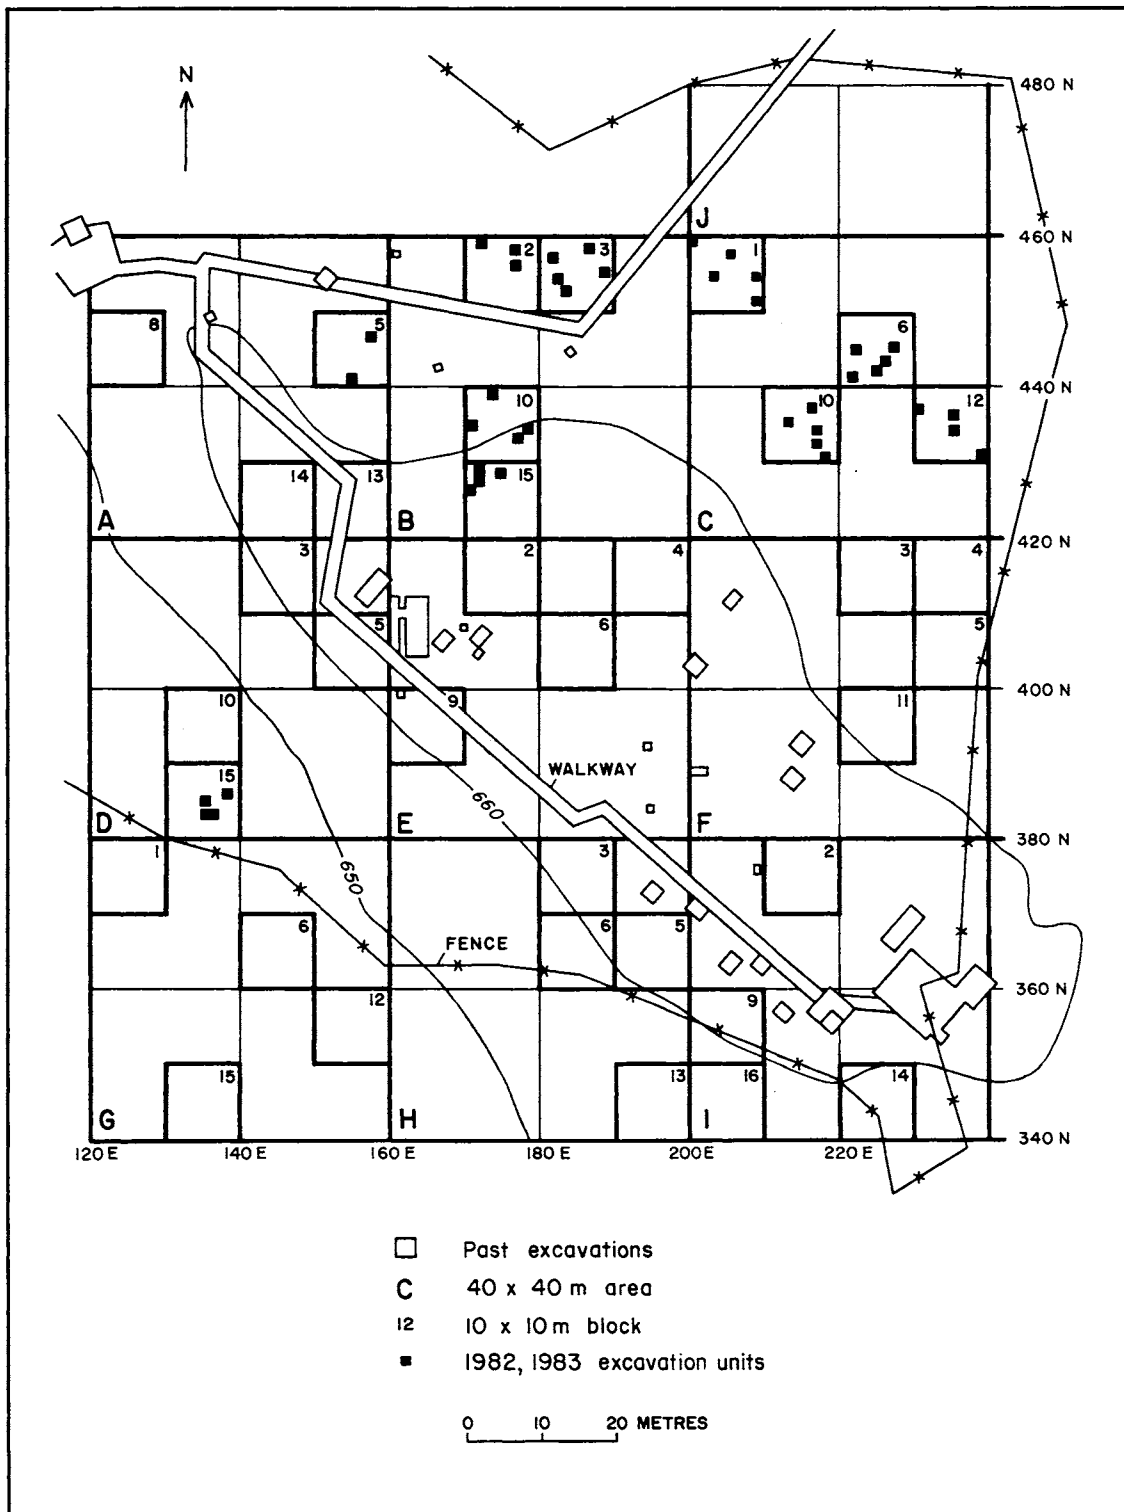 N
480 N
J
460 N
2
3
1
8
5
6
440 N
10
10
12
14
13
15
A
B
C
420 N
3
2
4
3
4
5
6
5
400 N
10
9
11
15
WALKWAY
660
D
E
F
380 N
1
3
2
650
6
6
5
FENCE
360 N
12
9
15
13
16
14
G
H
I
340 N
120 E
140 E
160 E
180 E
200E
220 E
Past excavations
C 40 x 40 m area
12 10 x 10 m block
1982, 1983 excavation units
0 10 20 METRES